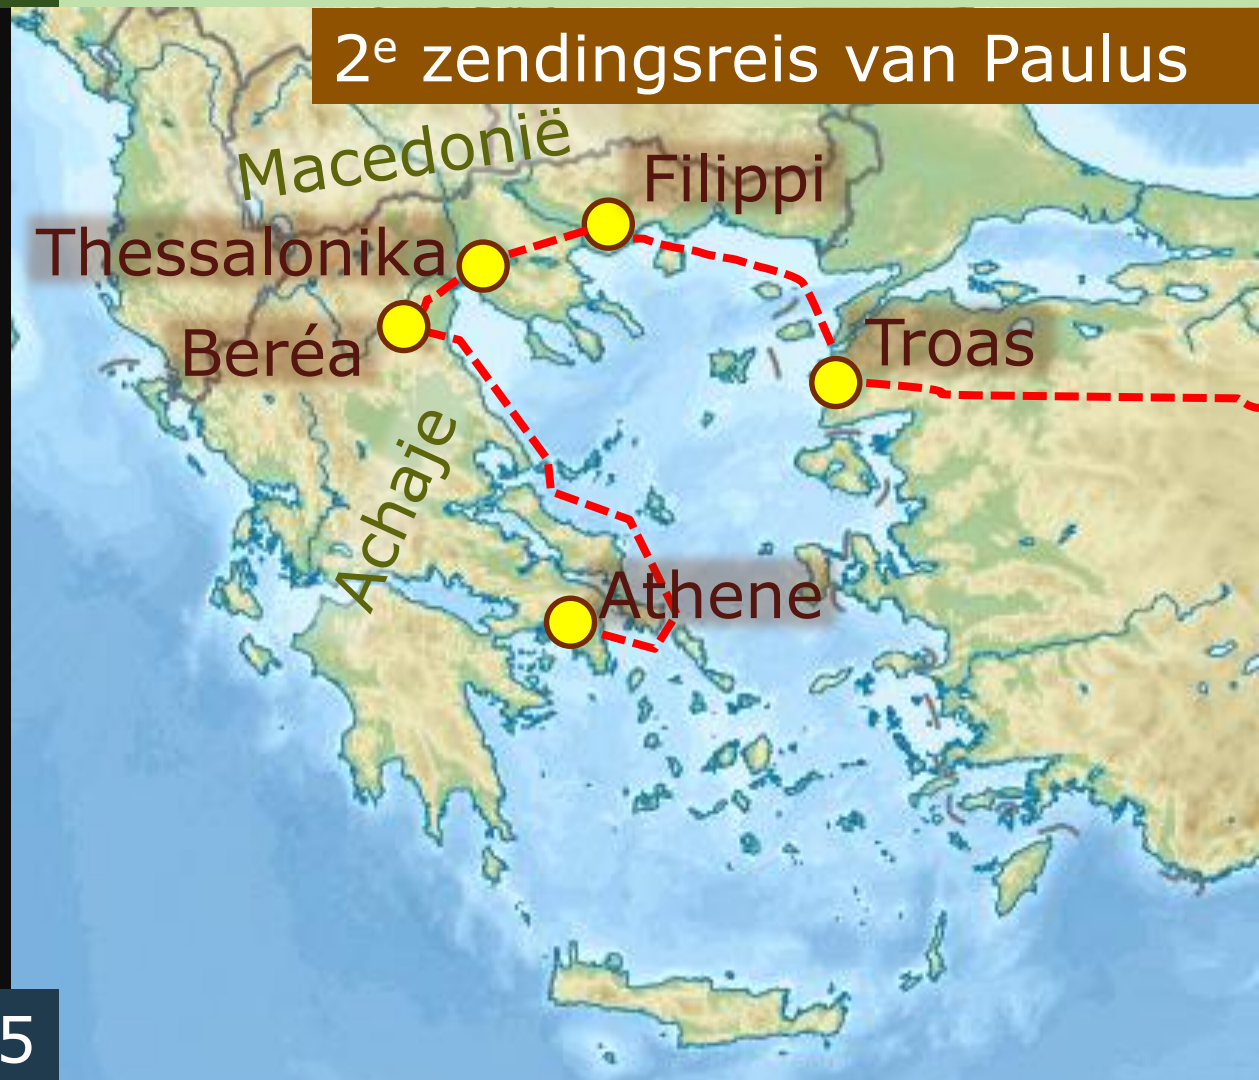 2e zendingsreis van Paulus
Macedonië
Filippi
Thessalonika
Beréa
Troas
Achaje
Athene
5